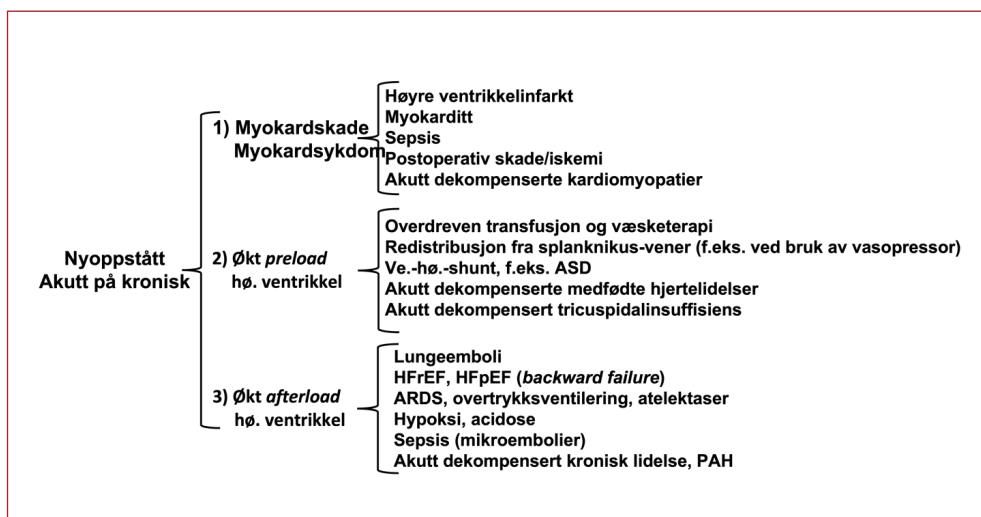 Nyoppstått
Akutt på kronisk
1) Myokardskade
Myokardsykdom
Høyre ventrikkelinfarkt
Myokarditt
Sepsis
Postoperativ skade/iskemi
Akutt dekompenserte kardiomyopatier
2) Økt preload
hø. ventrikkel
Overdreven transfusjon og væsketerapi
Redistribusjon fra splanknikus-vener (f.eks. ved bruk av vasopressor)
Ve.-hø.-shunt, f.eks. ASD
Akutt dekompenserte medfødte hjertelidelser
Akutt dekompensert tricuspidalinsuffisiens
3) Økt afterload
hø. ventrikkel
Lungeemboli
HFrEF, HFpEF (backward failure)
ARDS, overtrykksventilering, atelektaser
Hypoksi, acidose
Sepsis (mikroembolier)
Akutt dekompensert kronisk lidelse, PAH